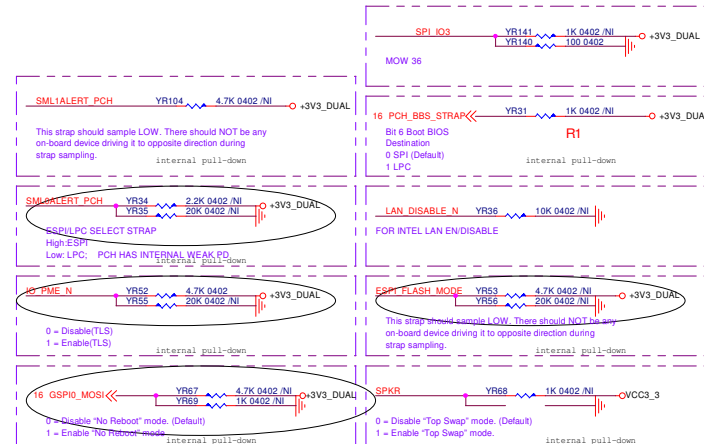 SPI_IO3 YR141 1K 0402 /NI +3V3_DUAL
YR140 100 0402
MOW 36
SML1ALERT_PCH YR104 4.7K 0402 /NI +3V3_DUAL
This strap should sample LOW. There should NOT be any
on-board device driving it to opposite direction during
strap sampling.
internal pull-down
16 PCH_BBS_STRAP YR31 1K 0402 /NI +3V3_DUA
R1
Bit 6 Boot BIOS
Destination
0 SPI (Default)
1 LPC
internal pull-down
SML0ALERT_PCH YR34 2.2K 0402 /NI +3V3_DUAL
YR35 20K 0402 /NI
ESPI/LPC SELECT STRAP
High:ESPI
Low: LPC; PCH HAS INTERNAL WEAK PD
internal pull-down
LAN_DISABLE_N YR36 10K 0402 /NI
FOR INTEL LAN EN/DISABLE
IO_PME_N YR52 4.7K 0402 +3V3_DUAL
YR55 20K 0402 /NI
0 = Disable(TLS)
1 = Enable(TLS)
internal pull-down
ESPI_FLASH_MODE YR53 4.7K 0402 /NI +3V3_DUAL
YR56 20K 0402 /NI
This strap should sample LOW. There should NOT be any
on-board device driving it to opposite direction during
strap sampling.
internal pull-down
16 GSPI0_MOSI YR67 4.7K 0402 /NI +3V3_DUAL
YR69 1K 0402 /NI
0 = Disable "No Reboot" mode. (Default)
1 = Enable "No Reboot" mode
internal pull-down
SPKR YR68 1K 0402 /NI VCC3_3
0 = Disable "Top Swap" mode. (Default)
1 = Enable "Top Swap" mode.
internal pull-down